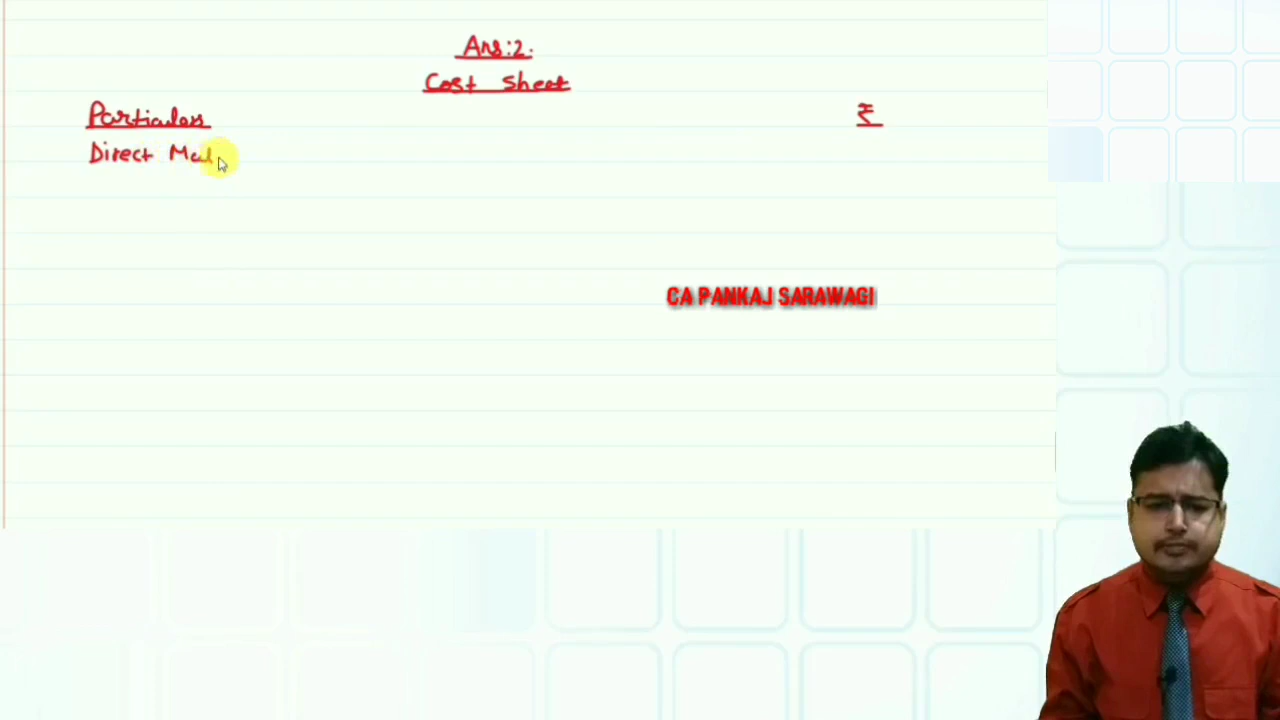 Ans:2.
Cost Sheet
Particulars ₹
Direct Mat
CA PANKAJ SARAWAGI